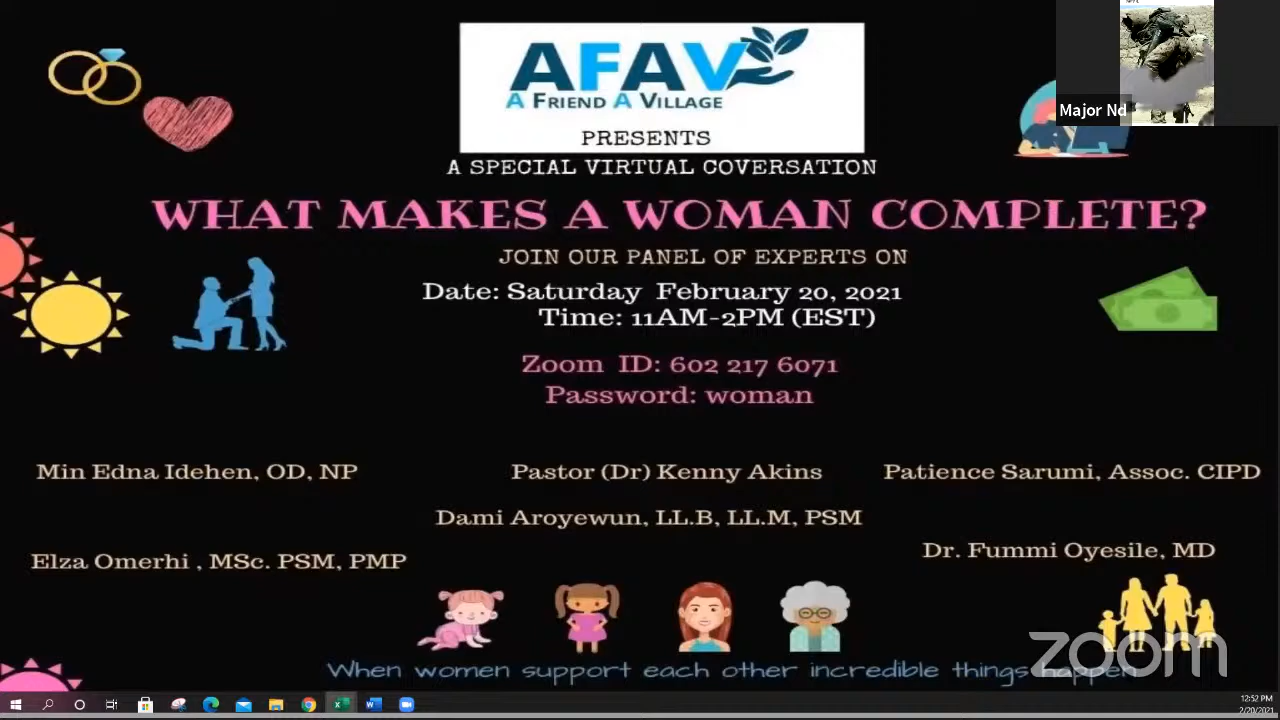 AFAV
A FRIEND A VILLAGE
PRESENTS
A SPECIAL VIRTUAL COVERSATION
Major Nd
WHAT MAKES A WOMAN COMPLETE?
JOIN OUR PANEL OF EXPERTS ON
Date: Saturday February 20, 2021
Time: 11AM-2PM (EST)
Zoom ID: 602 217 6071
Password: woman
Min Edna Idehen, OD, NP
Pastor (Dr) Kenny Akins
Patience Sarumi, Assoc. CIPD
Dami Aroyewun, LL.B, LL.M, PSM
Elza Omerhi , MSc. PSM, PMP
Dr. Fummi Oyesile, MD
When women support each other incredible things happen
zoom
12:52 PM
2/20/2021